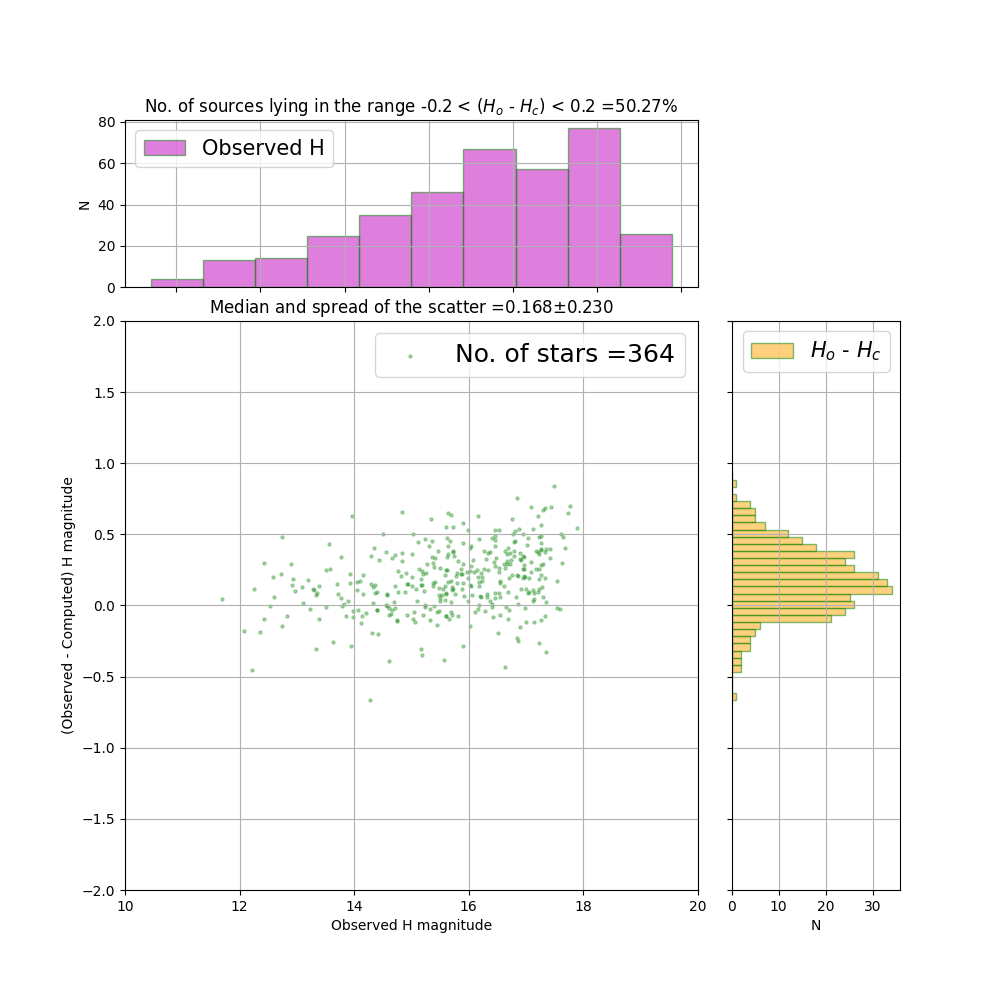 No. of sources lying in the range -0.2 < (H_o - H_c) < 0.2 =50.27%
80
60
40
20
0
N
Observed H
Median and spread of the scatter =0.168±0.230
2.0
1.5
1.0
0.5
0.0
−0.5
−1.0
−1.5
−2.0
(Observed - Computed) H magnitude
No. of stars =364
10 12 14 16 18 20
Observed H magnitude
H_o - H_c
0 10 20 30
N